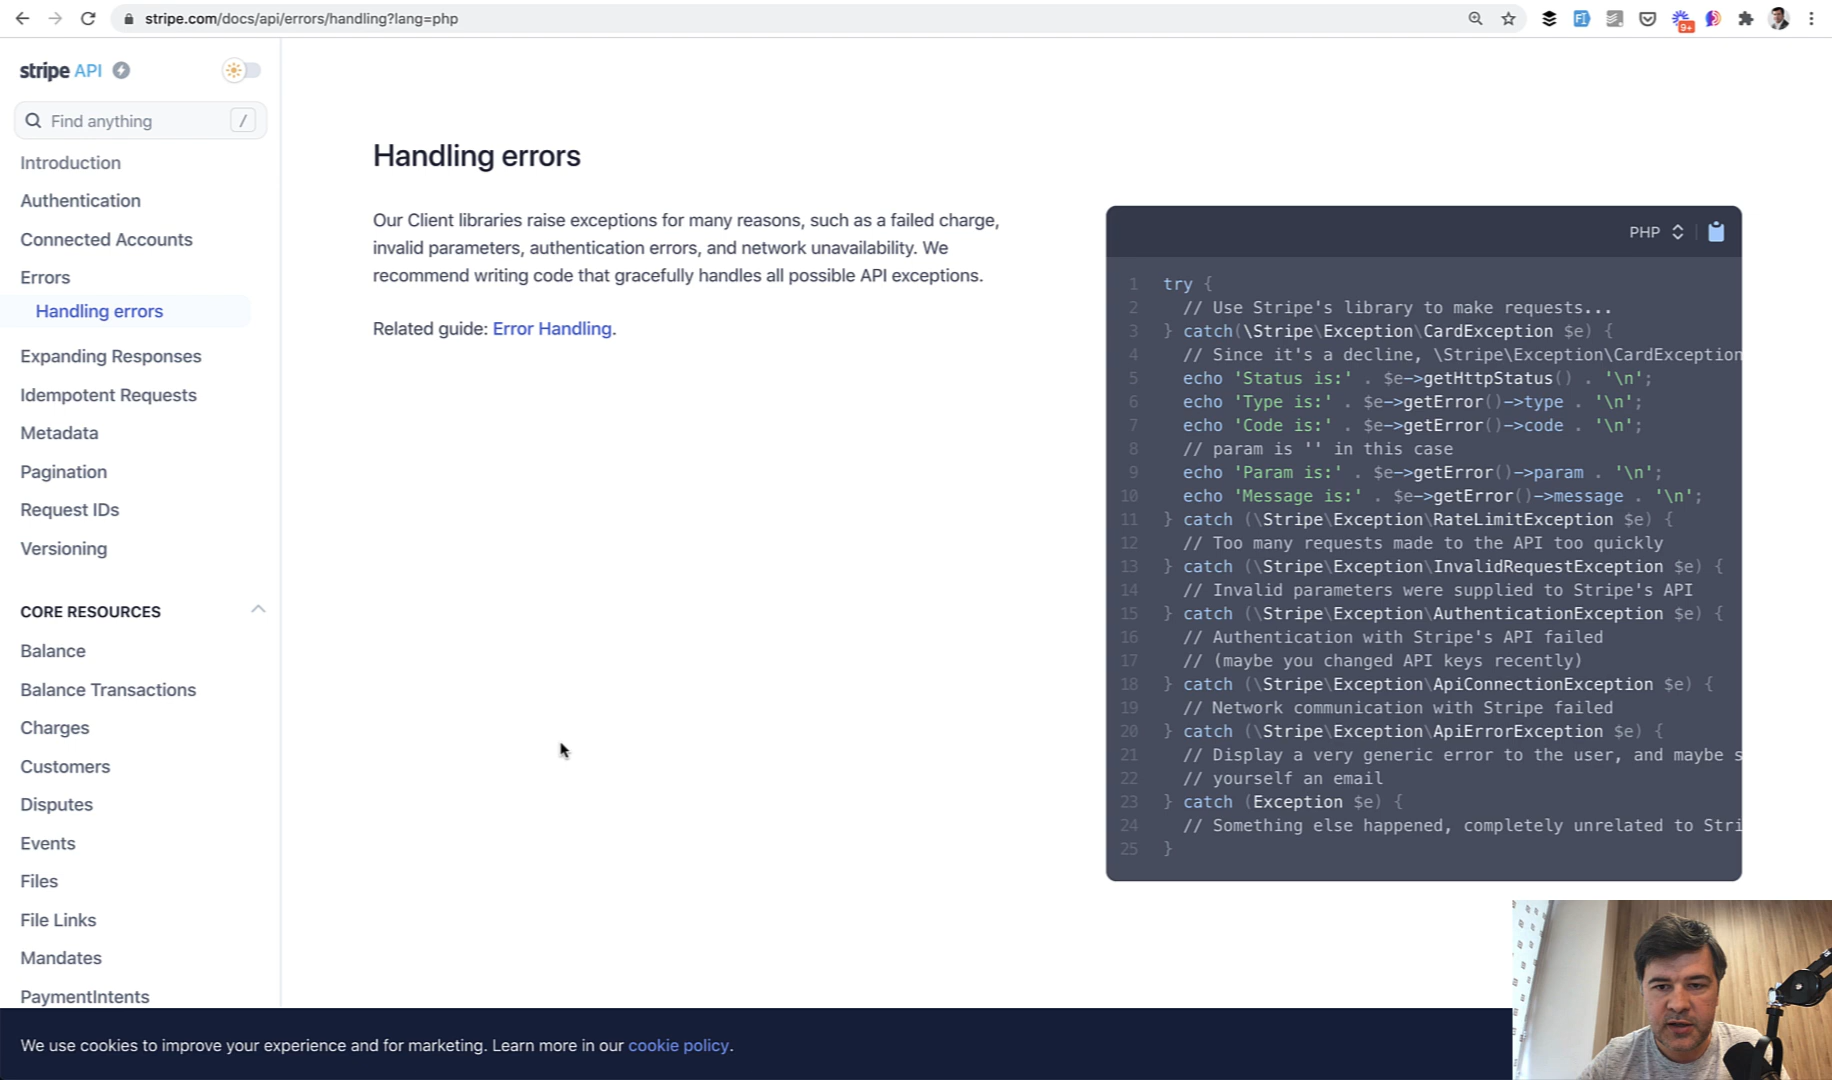 stripe.com/docs/api/errors/handling?lang=php
9+
stripe API
Find anything
/
Introduction
Authentication
Connected Accounts
Errors
Handling errors
Expanding Responses
Idempotent Requests
Metadata
Pagination
Request IDs
Versioning
CORE RESOURCES
Balance
Balance Transactions
Charges
Customers
Disputes
Events
Files
File Links
Mandates
PaymentIntents
Handling errors
Our Client libraries raise exceptions for many reasons, such as a failed charge,
invalid parameters, authentication errors, and network unavailability. We
recommend writing code that gracefully handles all possible API exceptions.
Related guide: Error Handling.
PHP
1 try {
2 // Use Stripe's library to make requests...
3 } catch(\Stripe\Exception\CardException $e) {
4 // Since it's a decline, \Stripe\Exception\CardException
5 echo 'Status is:' . $e->getHttpStatus() . '\n';
6 echo 'Type is:' . $e->getError()->type . '\n';
7 echo 'Code is:' . $e->getError()->code . '\n';
8 // param is '' in this case
9 echo 'Param is:' . $e->getError()->param . '\n';
10 echo 'Message is:' . $e->getError()->message . '\n';
11 } catch (\Stripe\Exception\RateLimitException $e) {
12 // Too many requests made to the API too quickly
13 } catch (\Stripe\Exception\InvalidRequestException $e) {
14 // Invalid parameters were supplied to Stripe's API
15 } catch (\Stripe\Exception\AuthenticationException $e) {
16 // Authentication with Stripe's API failed
17 // (maybe you changed API keys recently)
18 } catch (\Stripe\Exception\ApiConnectionException $e) {
19 // Network communication with Stripe failed
20 } catch (\Stripe\Exception\ApiErrorException $e) {
21 // Display a very generic error to the user, and maybe s
22 // yourself an email
23 } catch (Exception $e) {
24 // Something else happened, completely unrelated to Stri
25 }
We use cookies to improve your experience and for marketing. Learn more in our cookie policy.